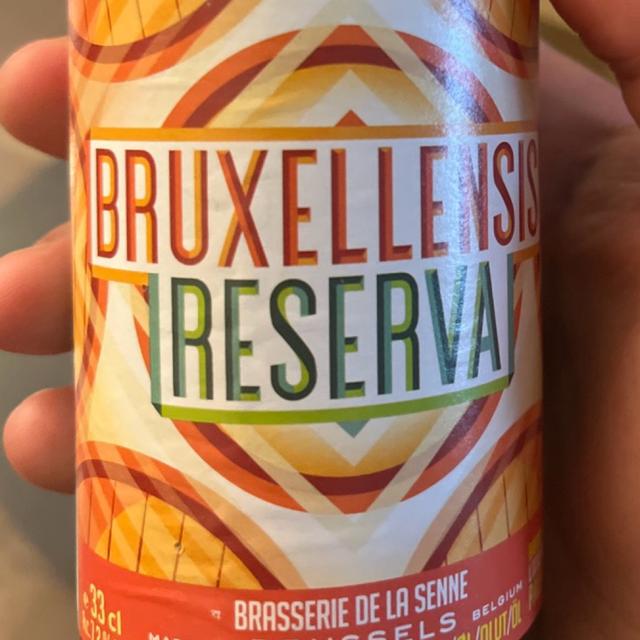 BRUXELLENSIS
RESERVA
BRASSERIE DE LA SENNE
BELGIUM
℮33 cl